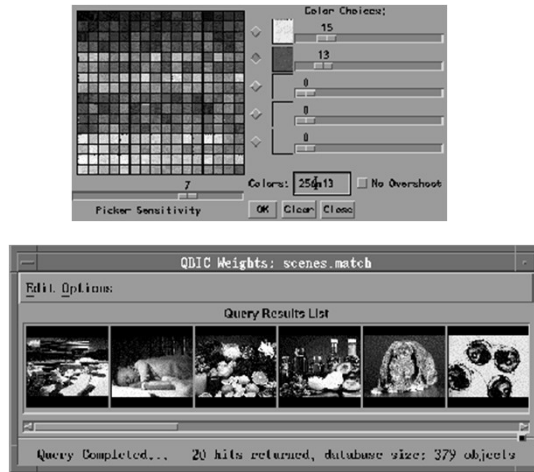 Color Choices:
15
13
0
0
0
7
Picker Sensitivity
Colors:
No Overshoot
OK Clear Close
QBIC Weights: scenes.match
Edit Options
Query Results List
Query Completed... 20 hits returned, database size: 379 objects